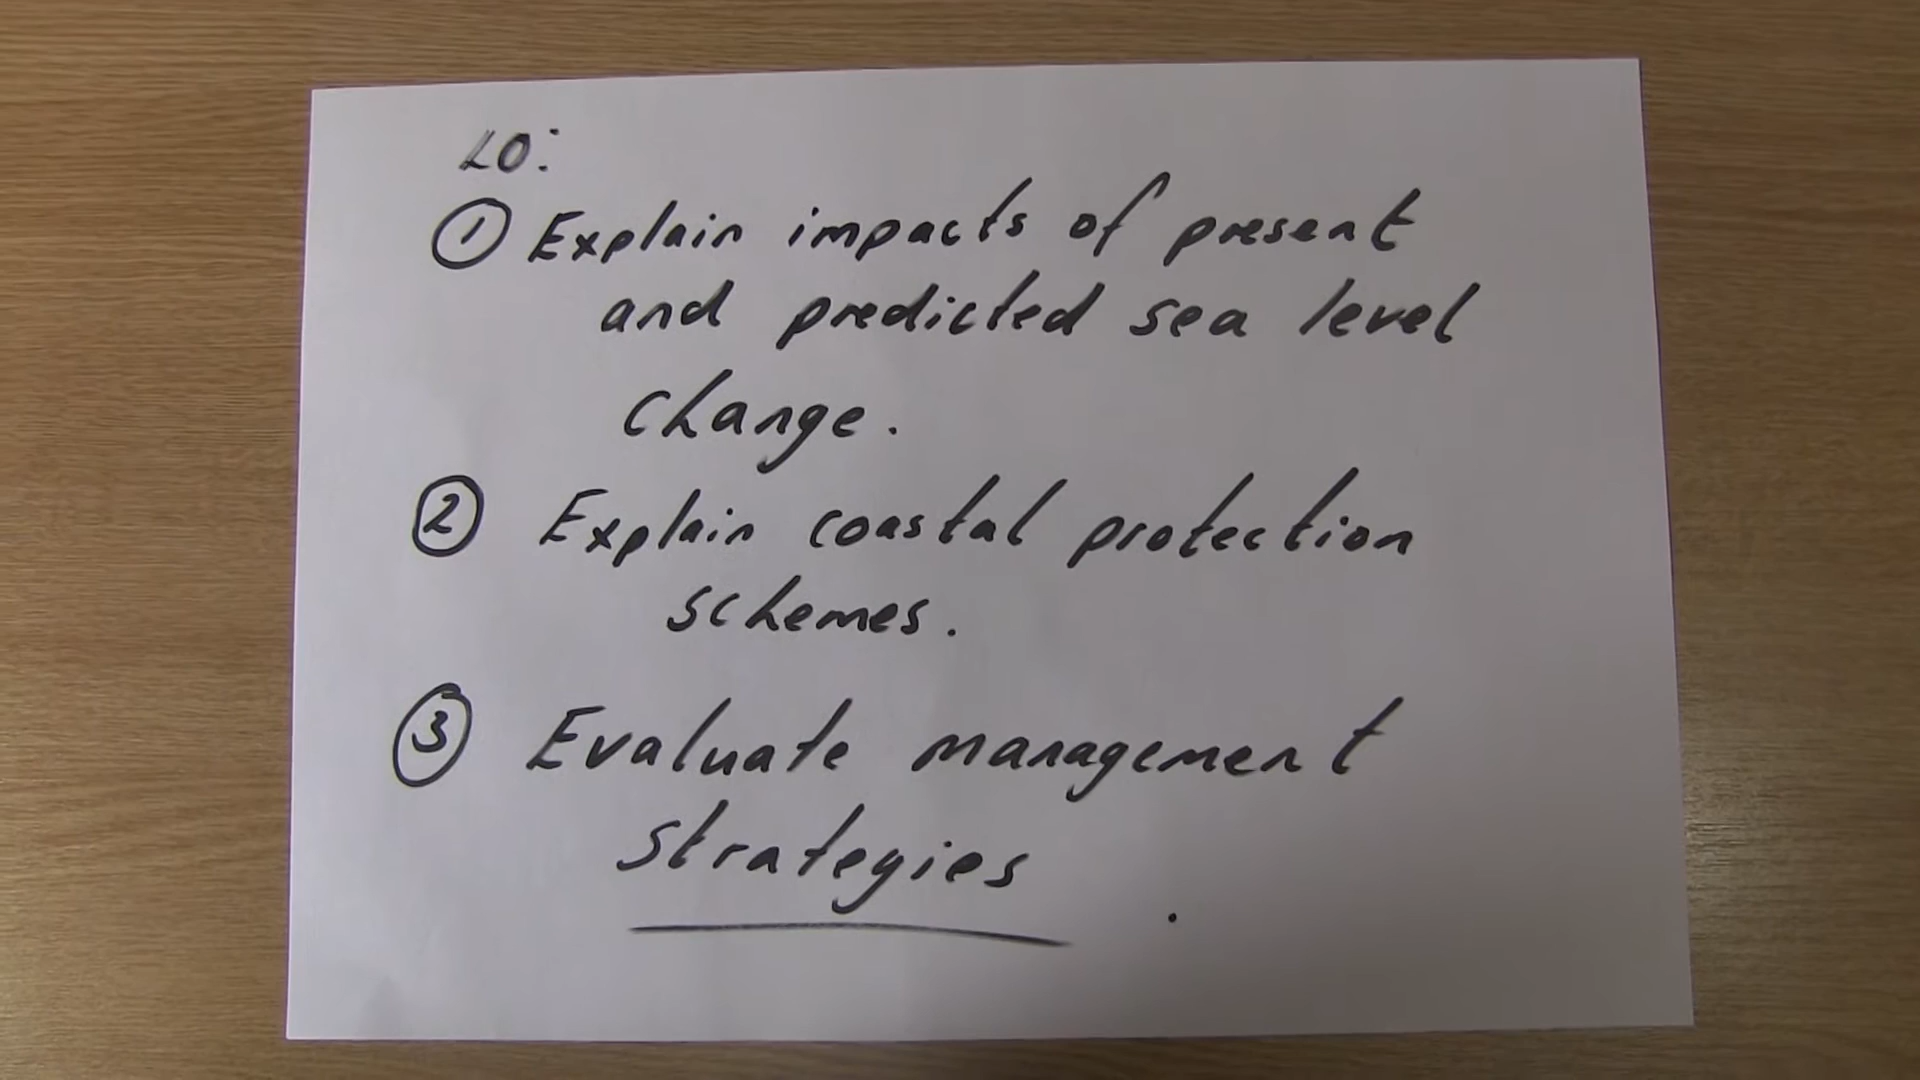 LO:
① Explain impacts of present
and predicted sea level
change.
② Explain coastal protection
schemes.
③ Evaluate management
strategies.